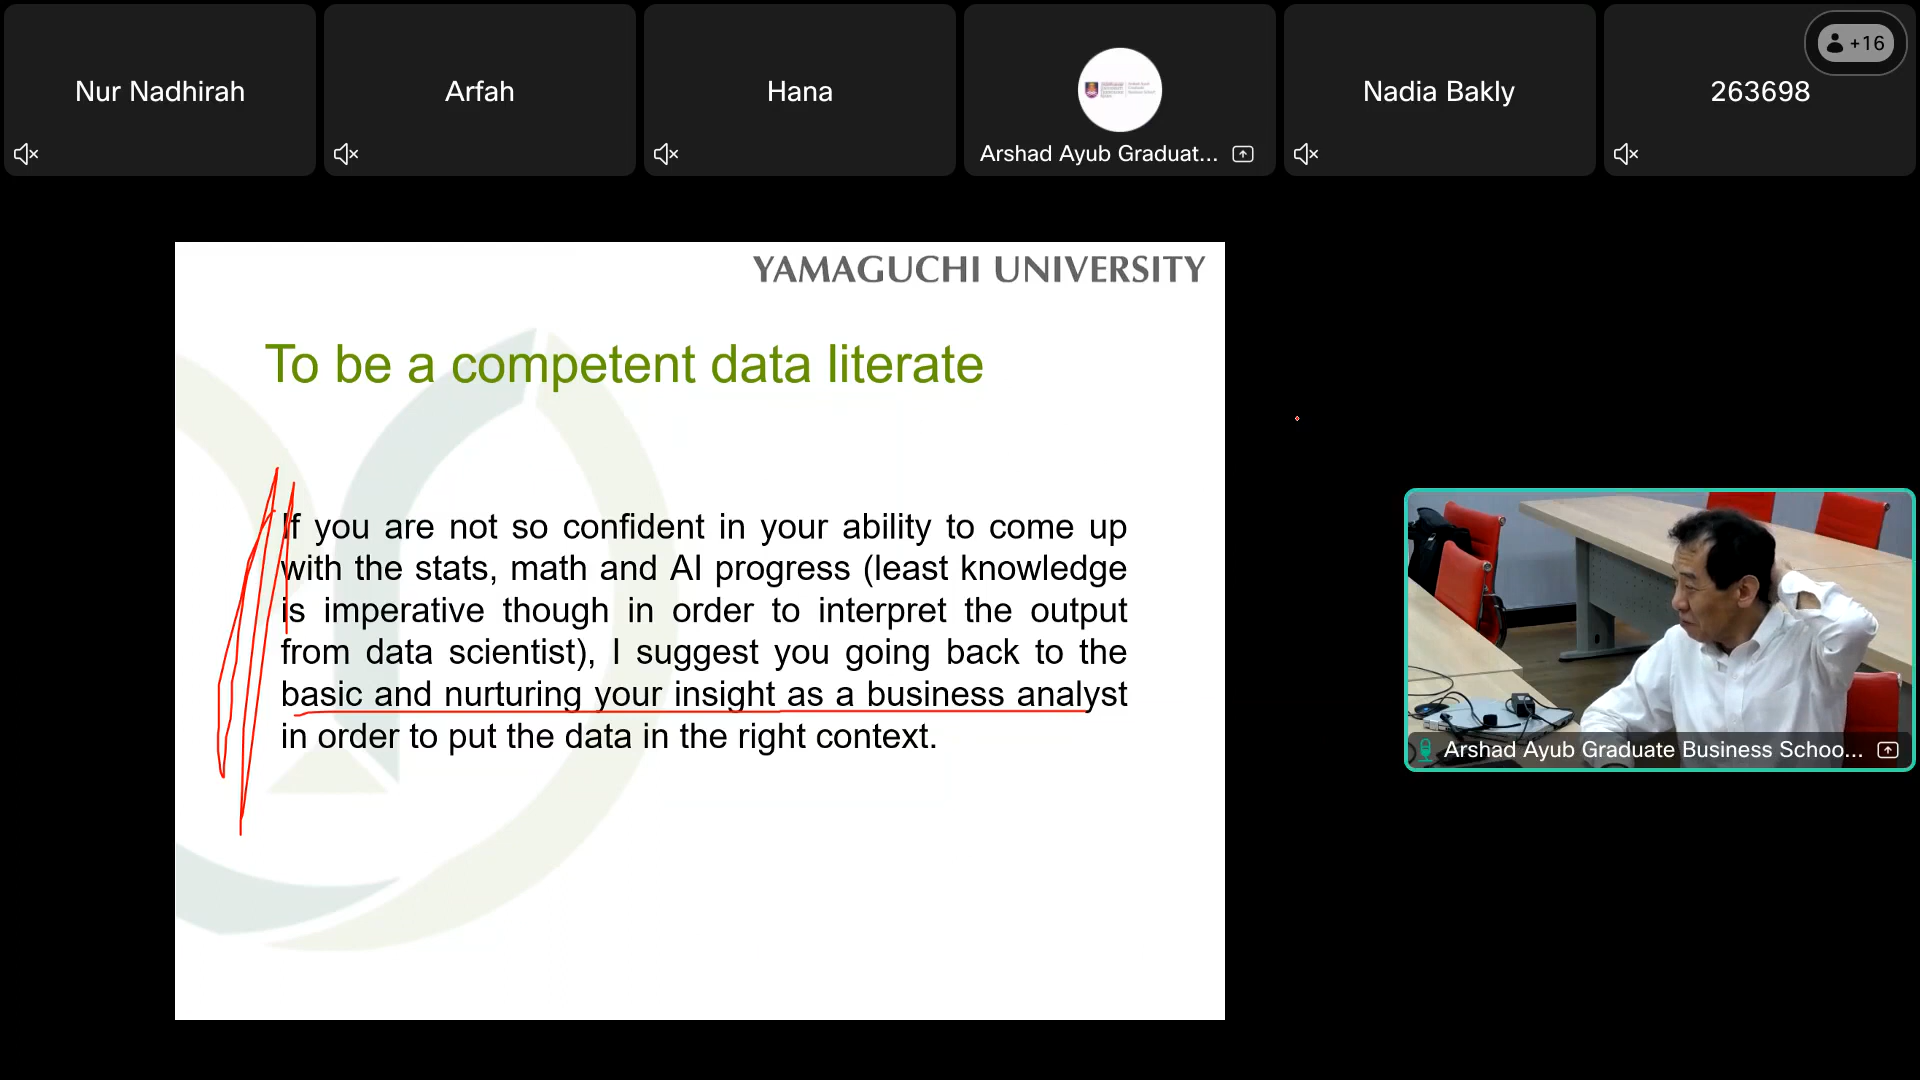 Nur Nadhirah
Arfah
Hana
Arshad Ayub Graduat...
Nadia Bakly
263698
+16
YAMAGUCHI UNIVERSITY
To be a competent data literate
If you are not so confident in your ability to come up
with the stats, math and AI progress (least knowledge
is imperative though in order to interpret the output
from data scientist), I suggest you going back to the
basic and nurturing your insight as a business analyst
in order to put the data in the right context.
Arshad Ayub Graduate Business Schoo...